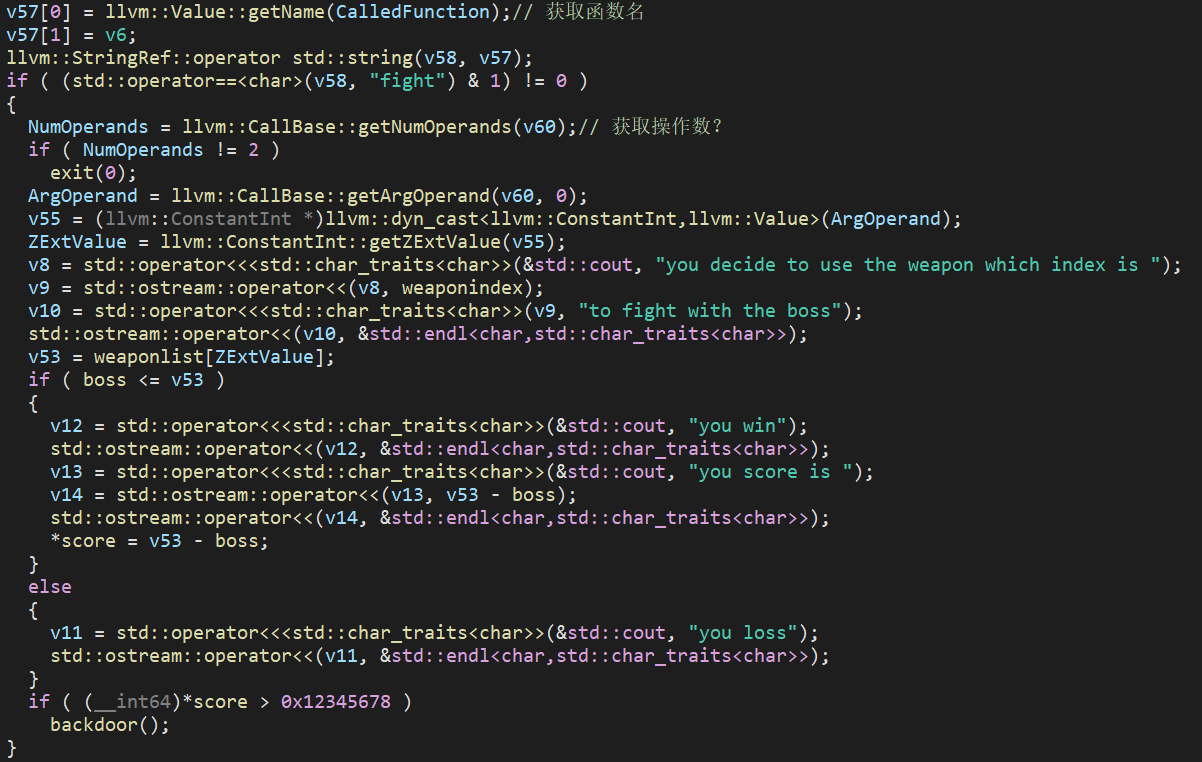 v57[0] = llvm::Value::getName(CalledFunction);// 获取函数名
v57[1] = v6;
llvm::StringRef::operator std::string(v58, v57);
if ( (std::operator==<char>(v58, "fight") & 1) != 0 )
{
  NumOperands = llvm::CallBase::getNumOperands(v60);// 获取操作数？
  if ( NumOperands != 2 )
    exit(0);
  ArgOperand = llvm::CallBase::getArgOperand(v60, 0);
  v55 = (llvm::ConstantInt *)llvm::dyn_cast<llvm::ConstantInt,llvm::Value>(ArgOperand);
  ZExtValue = llvm::ConstantInt::getZExtValue(v55);
  v8 = std::operator<<<std::char_traits<char>>(&std::cout, "you decide to use the weapon which index is ");
  v9 = std::ostream::operator<<(v8, weaponindex);
  v10 = std::operator<<<std::char_traits<char>>(v9, "to fight with the boss");
  std::ostream::operator<<(v10, &std::endl<char,std::char_traits<char>>);
  v53 = weaponlist[ZExtValue];
  if ( boss <= v53 )
  {
    v12 = std::operator<<<std::char_traits<char>>(&std::cout, "you win");
    std::ostream::operator<<(v12, &std::endl<char,std::char_traits<char>>);
    v13 = std::operator<<<std::char_traits<char>>(&std::cout, "you score is ");
    v14 = std::ostream::operator<<(v13, v53 - boss);
    std::ostream::operator<<(v14, &std::endl<char,std::char_traits<char>>);
    *score = v53 - boss;
  }
  else
  {
    v11 = std::operator<<<std::char_traits<char>>(&std::cout, "you loss");
    std::ostream::operator<<(v11, &std::endl<char,std::char_traits<char>>);
  }
  if ( (__int64)*score > 0x12345678 )
    backdoor();
}